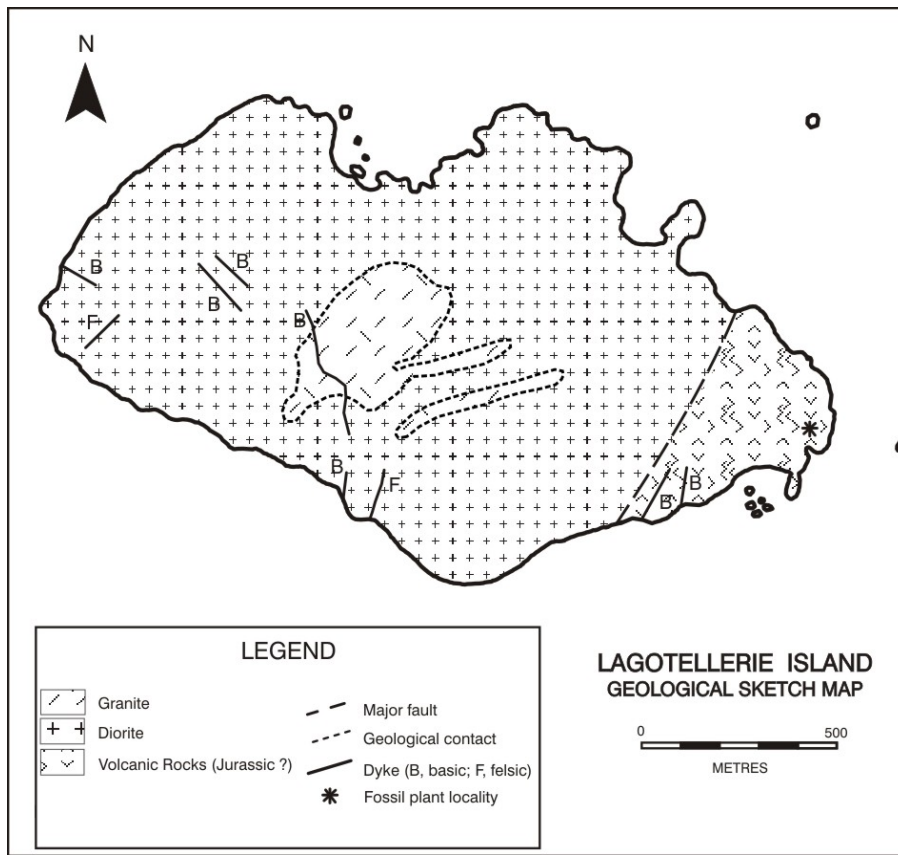 N
B
B
B
F
B
B
F
B
B
LEGEND
Granite
Diorite
Volcanic Rocks (Jurassic ?)
Major fault
Geological contact
Dyke (B, basic; F, felsic)
Fossil plant locality
LAGOTELLERIE ISLAND
GEOLOGICAL SKETCH MAP
0 500
METRES